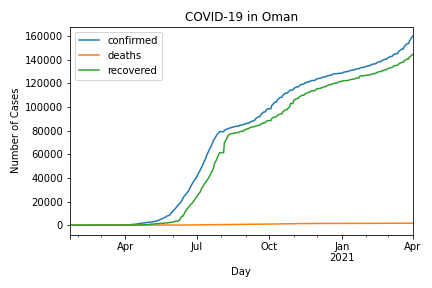 COVID-19 in Oman
confirmed
deaths
recovered
Number of Cases
160000
140000
120000
100000
80000
60000
40000
20000
0
Apr
Jul
Oct
Jan
2021
Apr
Day